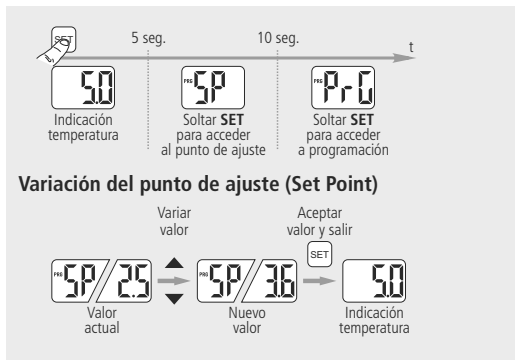 SET
5 seg.
10 seg.
t
5.0
PRG SP
PRG PrG
Indicación
temperatura
Soltar SET
para acceder
al punto de ajuste
Soltar SET
para acceder
a programación
Variación del punto de ajuste (Set Point)
Variar
valor
Aceptar
valor y salir
SET
PRG SP/2.5
PRG SP/3.6
5.0
Valor
actual
Nuevo
valor
Indicación
temperatura